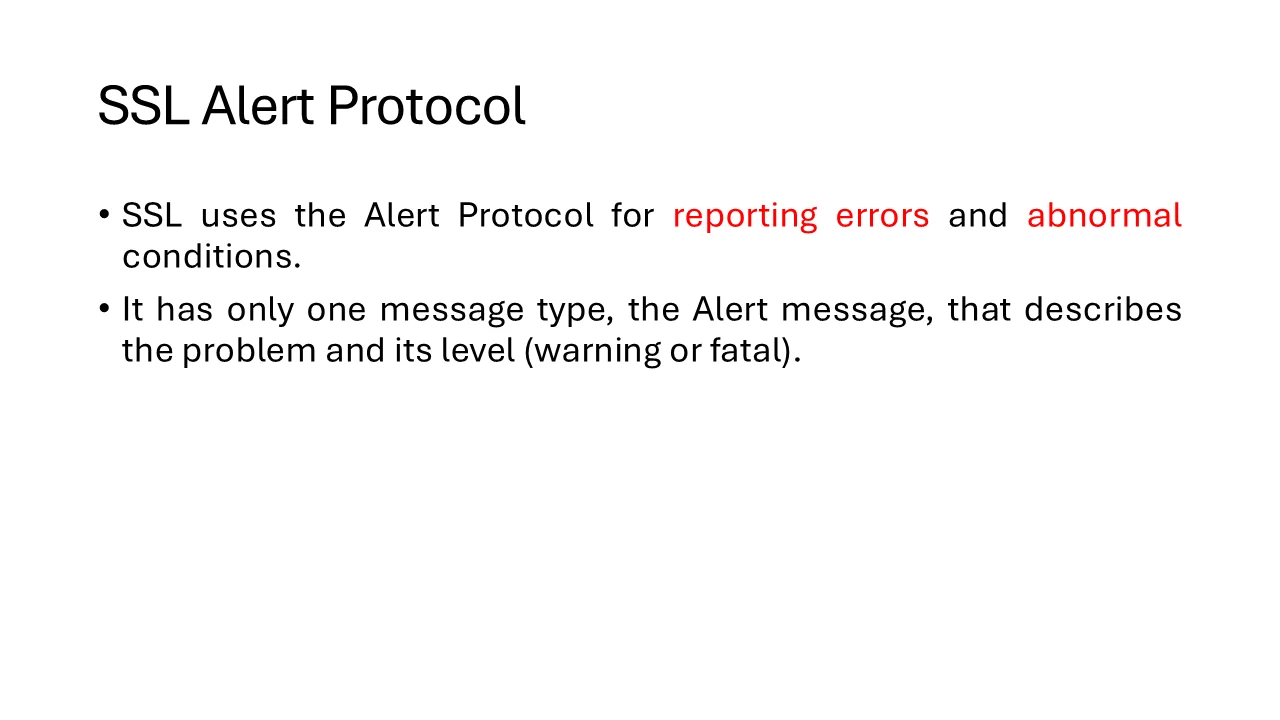 SSL Alert Protocol
• SSL uses the Alert Protocol for reporting errors and abnormal
conditions.
• It has only one message type, the Alert message, that describes
the problem and its level (warning or fatal).